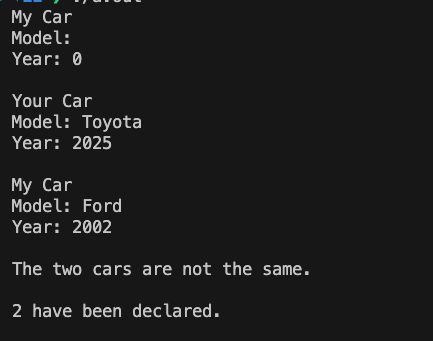 My Car
Model:
Year: 0
Your Car
Model: Toyota
Year: 2025
My Car
Model: Ford
Year: 2002
The two cars are not the same.
2 have been declared.